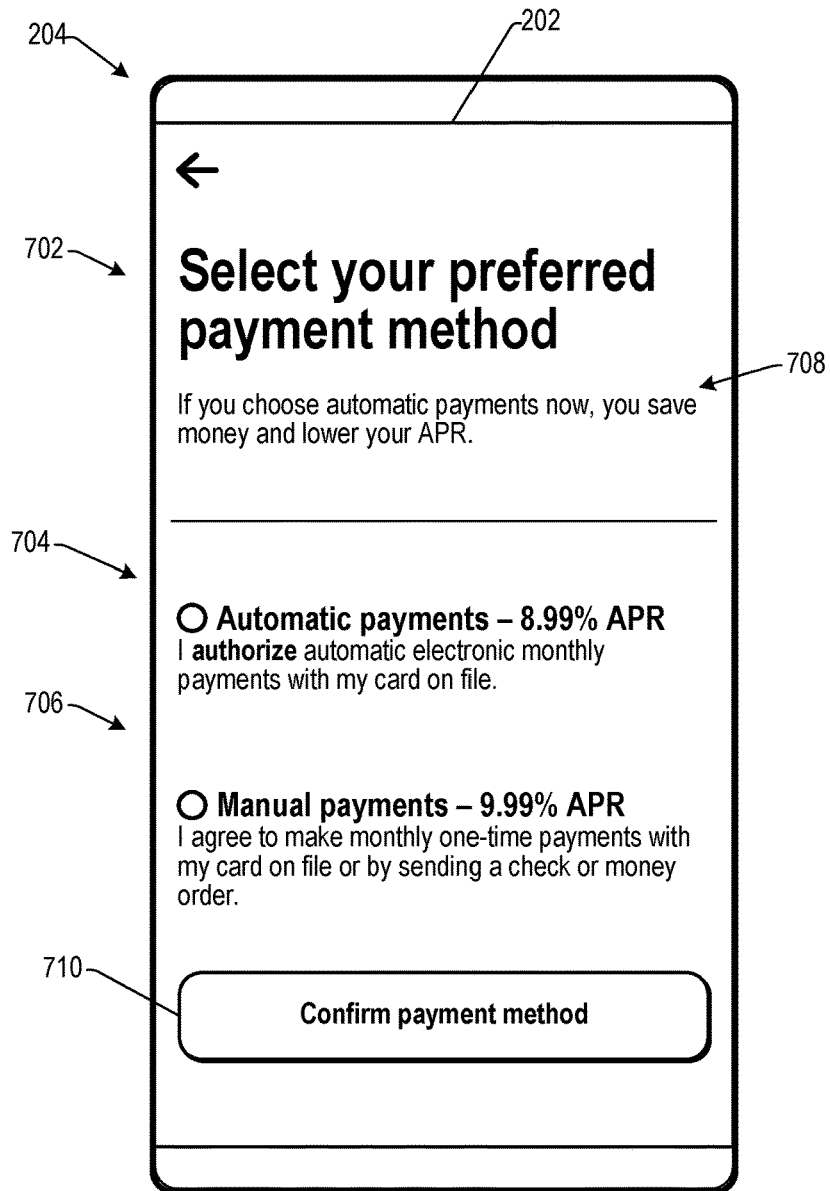 204
202
702
Select your preferred
payment method
708
If you choose automatic payments now, you save
money and lower your APR.
704
Automatic payments – 8.99% APR
I authorize automatic electronic monthly
payments with my card on file.
706
Manual payments – 9.99% APR
I agree to make monthly one-time payments with
my card on file or by sending a check or money
order.
710
Confirm payment method